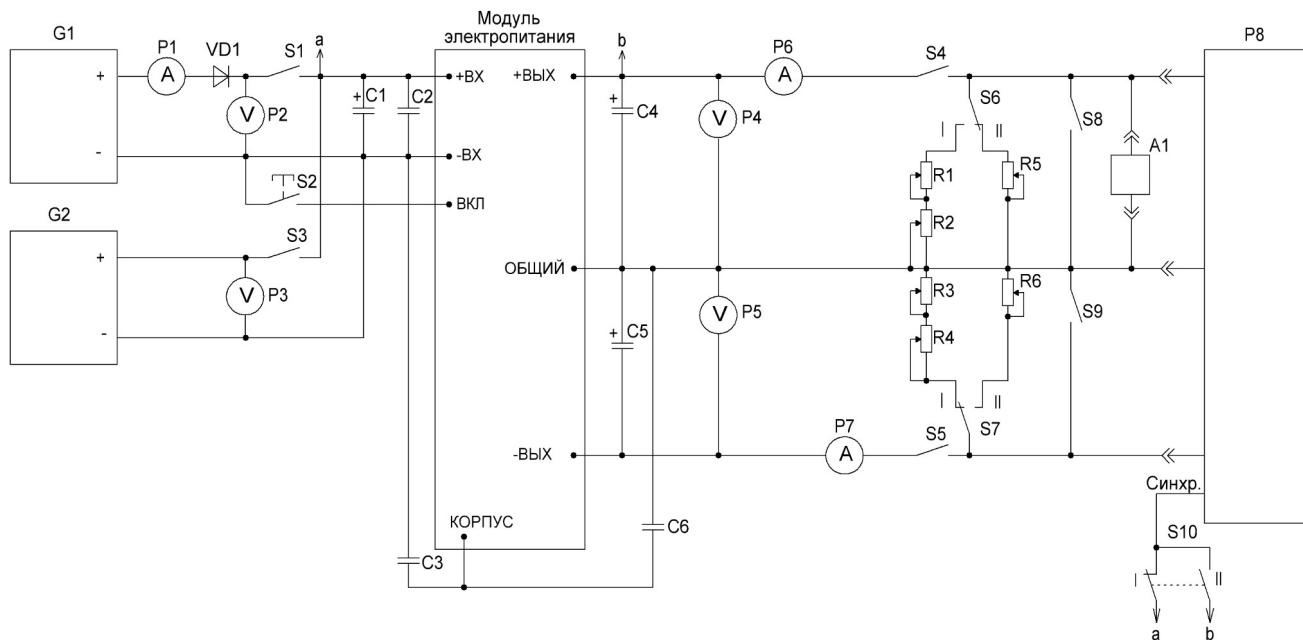 Модуль
электропитания
G1
P1
VD1
S1
a
b
P6
S4
P8
+
A
+ВХ
+ВЫХ
A
V
P2
+
C1
C2
+
C4
V
P4
S6
S8
I
II
A1
-
-ВХ
R1
R5
S2
ВКЛ
G2
S3
R2
+
ОБЩИЙ
V
P3
V
P5
R3
R6
S9
-
+
C5
R4
I
II
S7
P7
S5
-ВЫХ
A
Синхр.
КОРПУС
C6
S10
C3
I
II
a
b